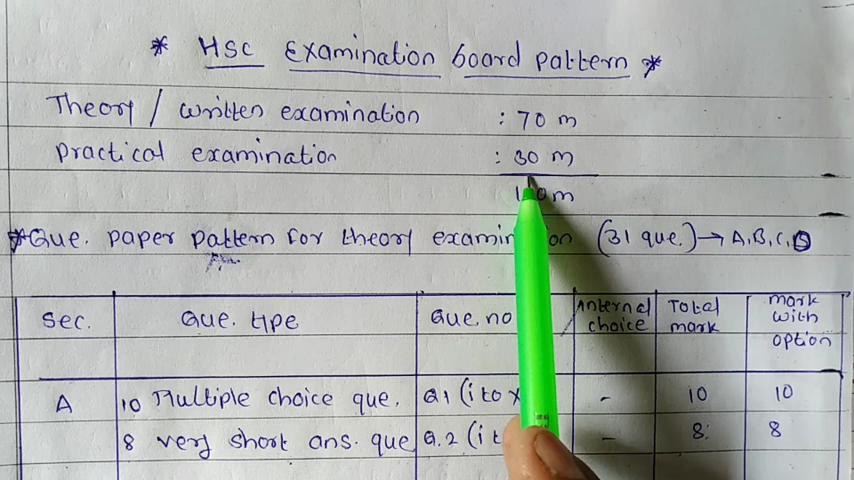 * HSC Examination board pattern *
Theory / written examination : 70 m
practical examination : 30 m
m
*Que. paper pattern for theory (31 que.) → A,B,C,D
Sec. Que. type Que. no Internal choice Total mark mark with option
A 10 Multiple choice que. Q.1 (i to - 10 10
8 very short ans. que Q.2 (i - 8 8